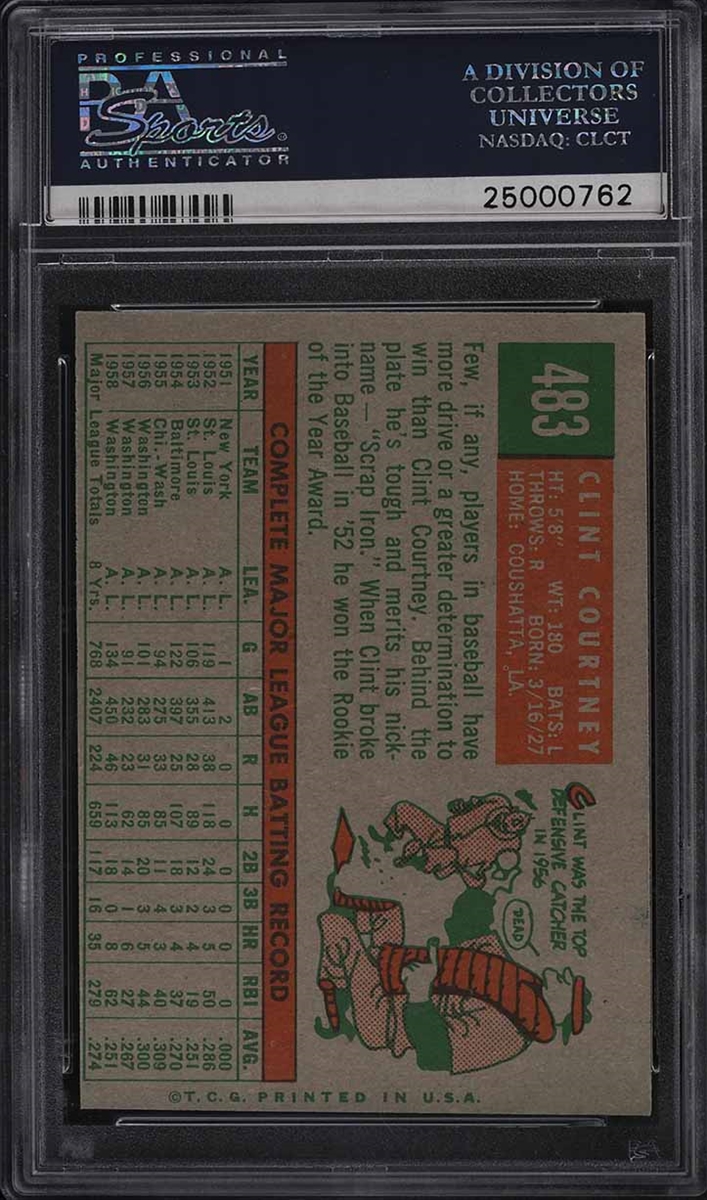 PROFESSIONAL
PSA
Sports
AUTHENTICATOR
A DIVISION OF
COLLECTORS
UNIVERSE
NASDAQ: CLCT
25000762
483
CLINT COURTNEY
HT: 5'8" WT: 180 BATS: L
THROWS: R BORN: 3/16/27
HOME: COUSHATTA, LA.
Few, if any, players in baseball have
more drive or a greater determination to
win than Clint Courtney. Behind the
plate he's tough and merits his nick-
name — "Scrap Iron." When Clint broke
into Baseball in '52 he won the Rookie
of the Year Award.
CLINT WAS THE TOP
DEFENSIVE CATCHER
IN 1956
DEAD
COMPLETE MAJOR LEAGUE BATTING RECORD
YEAR TEAM LEA. G AB R H 2B 3B HR RBI AVG.
1951 New York A. L. 1 2 0 0 0 0 0 0 .000
1952 St. Louis A. L. 119 413 38 118 24 3 5 50 .286
1953 St. Louis A. L. 106 355 28 89 12 2 4 19 .251
1954 Baltimore A. L. 122 397 25 107 18 3 4 37 .270
1955 Chi.-Wash A. L. 94 275 33 85 11 4 3 40 .309
1956 Washington A. L. 101 283 31 85 20 3 5 44 .300
1957 Washington A. L. 91 232 23 62 14 1 6 27 .267
1958 Washington A. L. 134 450 46 113 18 0 8 62 .251
Major League Totals 8 Yrs. 768 2407 224 659 117 16 35 279 .274
©T.C.G. PRINTED IN U.S.A.